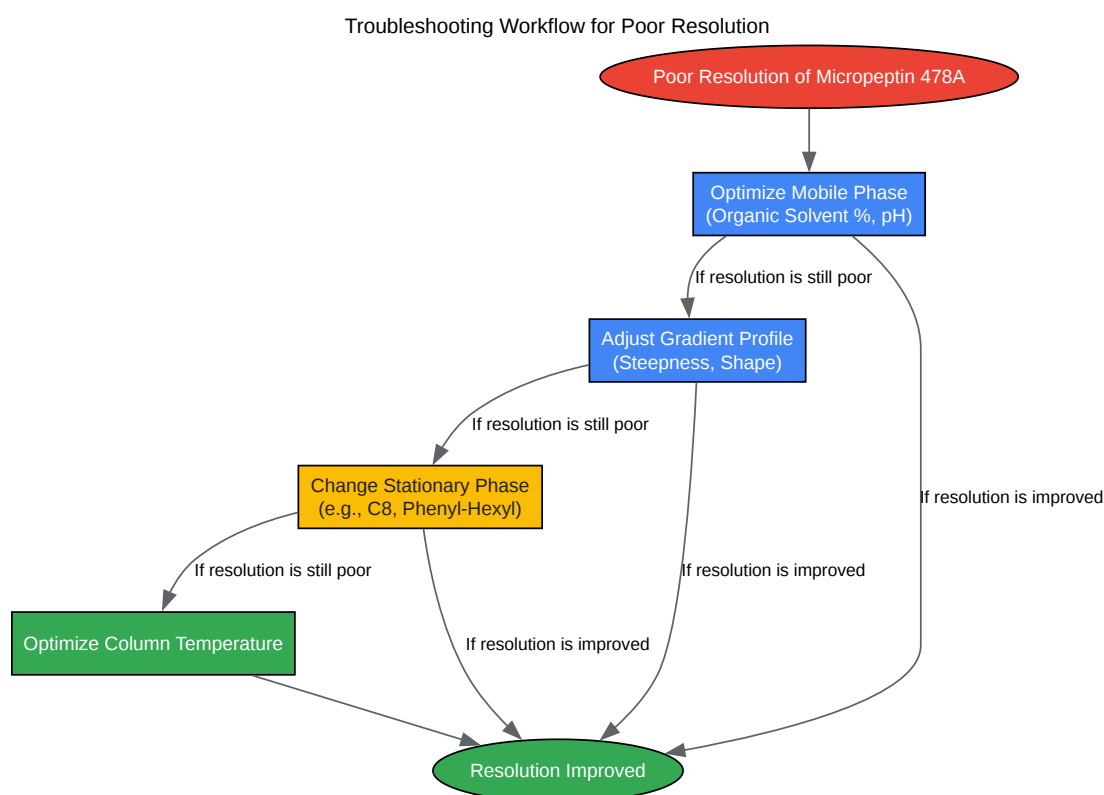 Troubleshooting Workflow for Poor Resolution
Poor Resolution of Micropeptin 478A
Optimize Mobile Phase
(Organic Solvent %, pH)
If resolution is still poor
Adjust Gradient Profile
(Steepness, Shape)
If resolution is still poor
Change Stationary Phase
(e.g., C8, Phenyl-Hexyl)
If resolution is improved
If resolution is still poor
If resolution is improved
Optimize Column Temperature
If resolution is improved
Resolution Improved